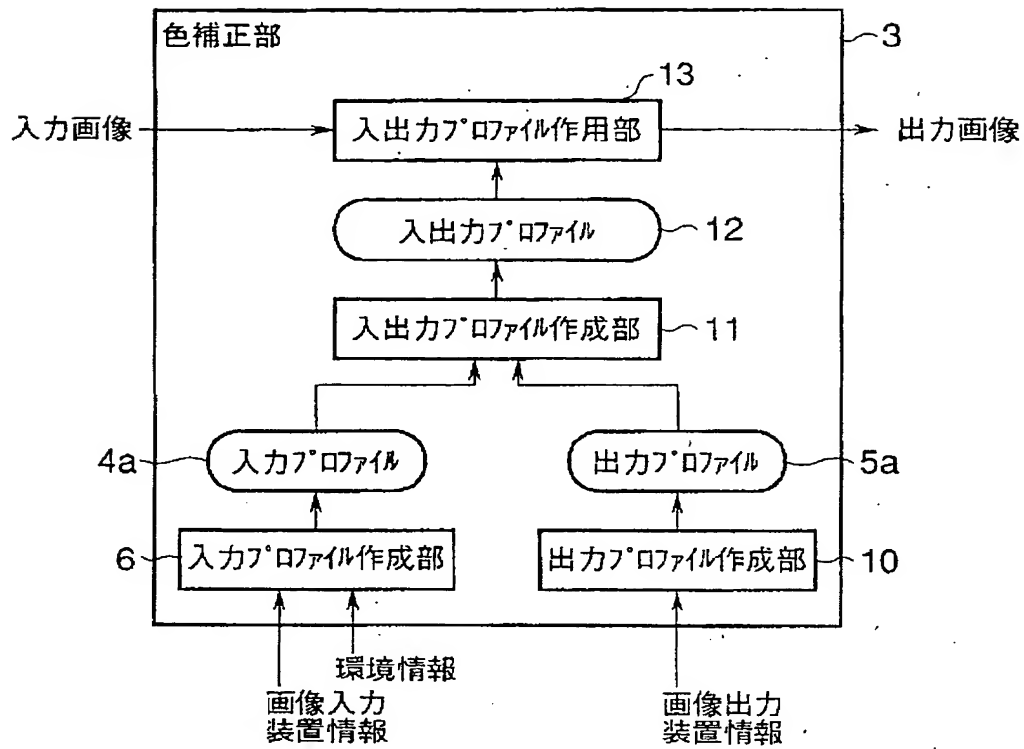 色補正部
3
13
入力画像
入出力プロファイル作用部
出力画像
入出力プロファイル
12
入出力プロファイル作成部
11
4a
入力プロファイル
出力プロファイル
5a
6
入力プロファイル作成部
出力プロファイル作成部
10
環境情報
画像入力
装置情報
画像出力
装置情報